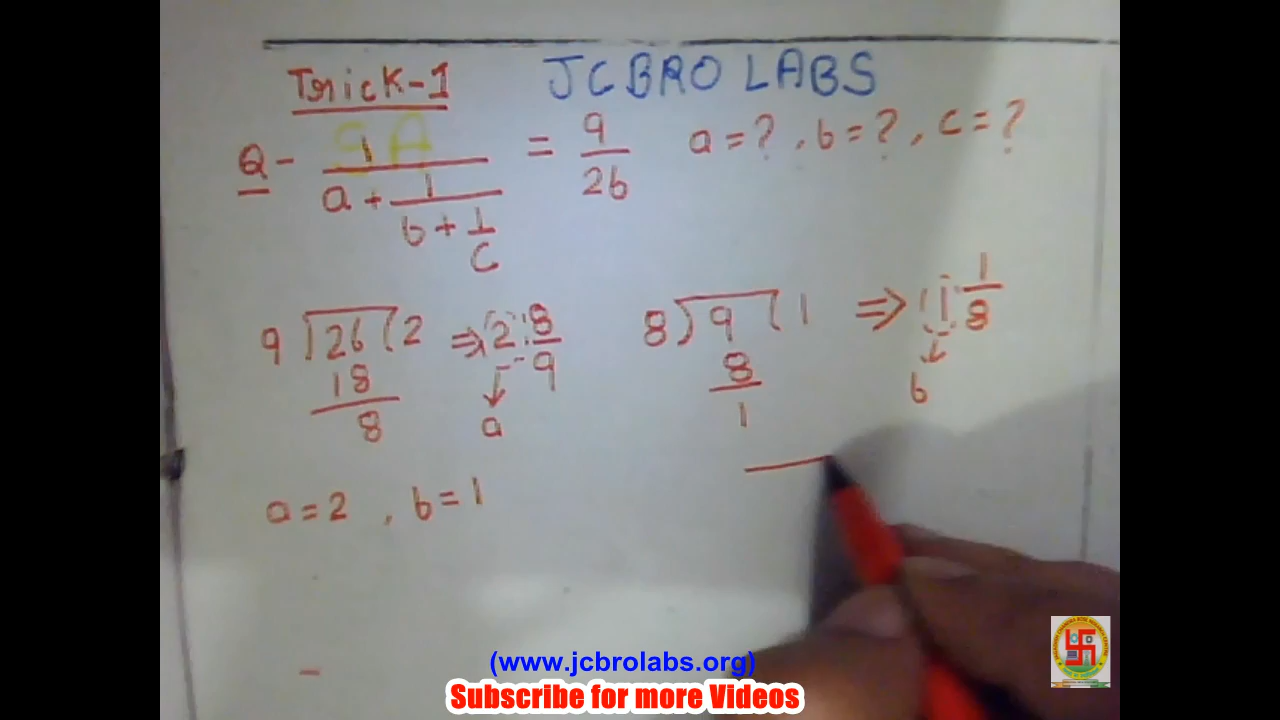 Trick-1 JCBRO LABS
Q - 1 / (a + 1 / (b + 1/c)) = 9/26 a = ? , b = ? , c = ?
9 ) 26 ( 2 ⇒ 2 8/9 8 ) 9 ( 1 ⇒ 1 1/8
18 8
8 a 1 b
a = 2 , b = 1
(www.jcbrolabs.org)
Subscribe for more Videos